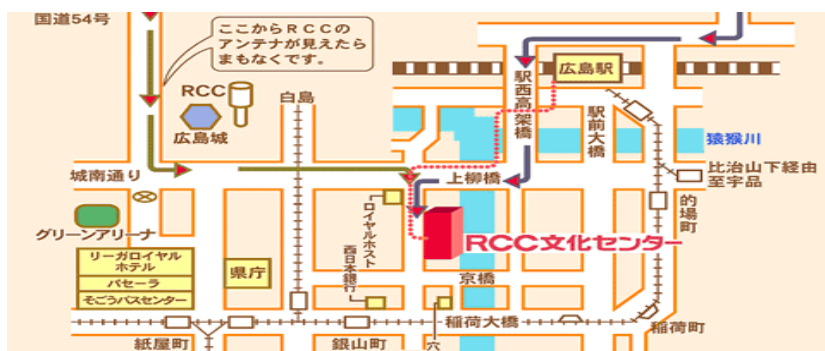 国道54号
ここからRCCの
アンテナが見えたら
まもなくです。
RCC
広島城
白島
駅西高架橋
広島駅
駅前大橋
猿猴川
比治山下経由
至宇品
的場町
城南通り
上柳橋
グリーンアリーナ
リーガロイヤル
ホテル
パセーラ
そごうバスセンター
県庁
ロイヤルホスト
西日本銀行
RCC文化センター
京橋
稲荷大橋
稲荷町
紙屋町
銀山町
穴